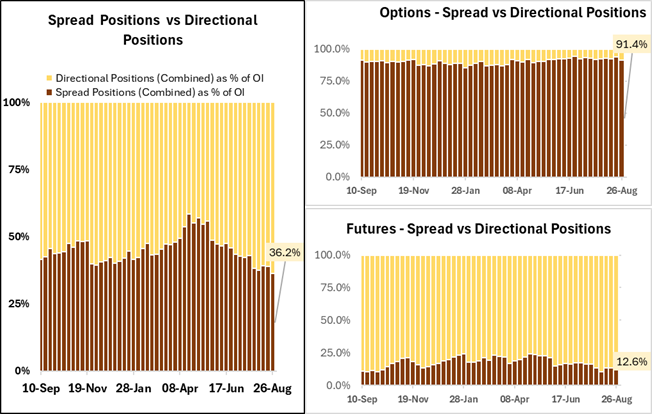 Spread Positions vs Directional
Positions
Directional Positions (Combined) as % of OI
Spread Positions (Combined) as % of OI
100%
75%
50%
25%
0%
36.2%
10-Sep 19-Nov 28-Jan 08-Apr 17-Jun 26-Aug
Options - Spread vs Directional Positions
91.4%
100.0%
75.0%
50.0%
25.0%
0.0%
10-Sep 19-Nov 28-Jan 08-Apr 17-Jun 26-Aug
Futures - Spread vs Directional Positions
100.0%
75.0%
50.0%
25.0%
0.0%
12.6%
10-Sep 19-Nov 28-Jan 08-Apr 17-Jun 26-Aug